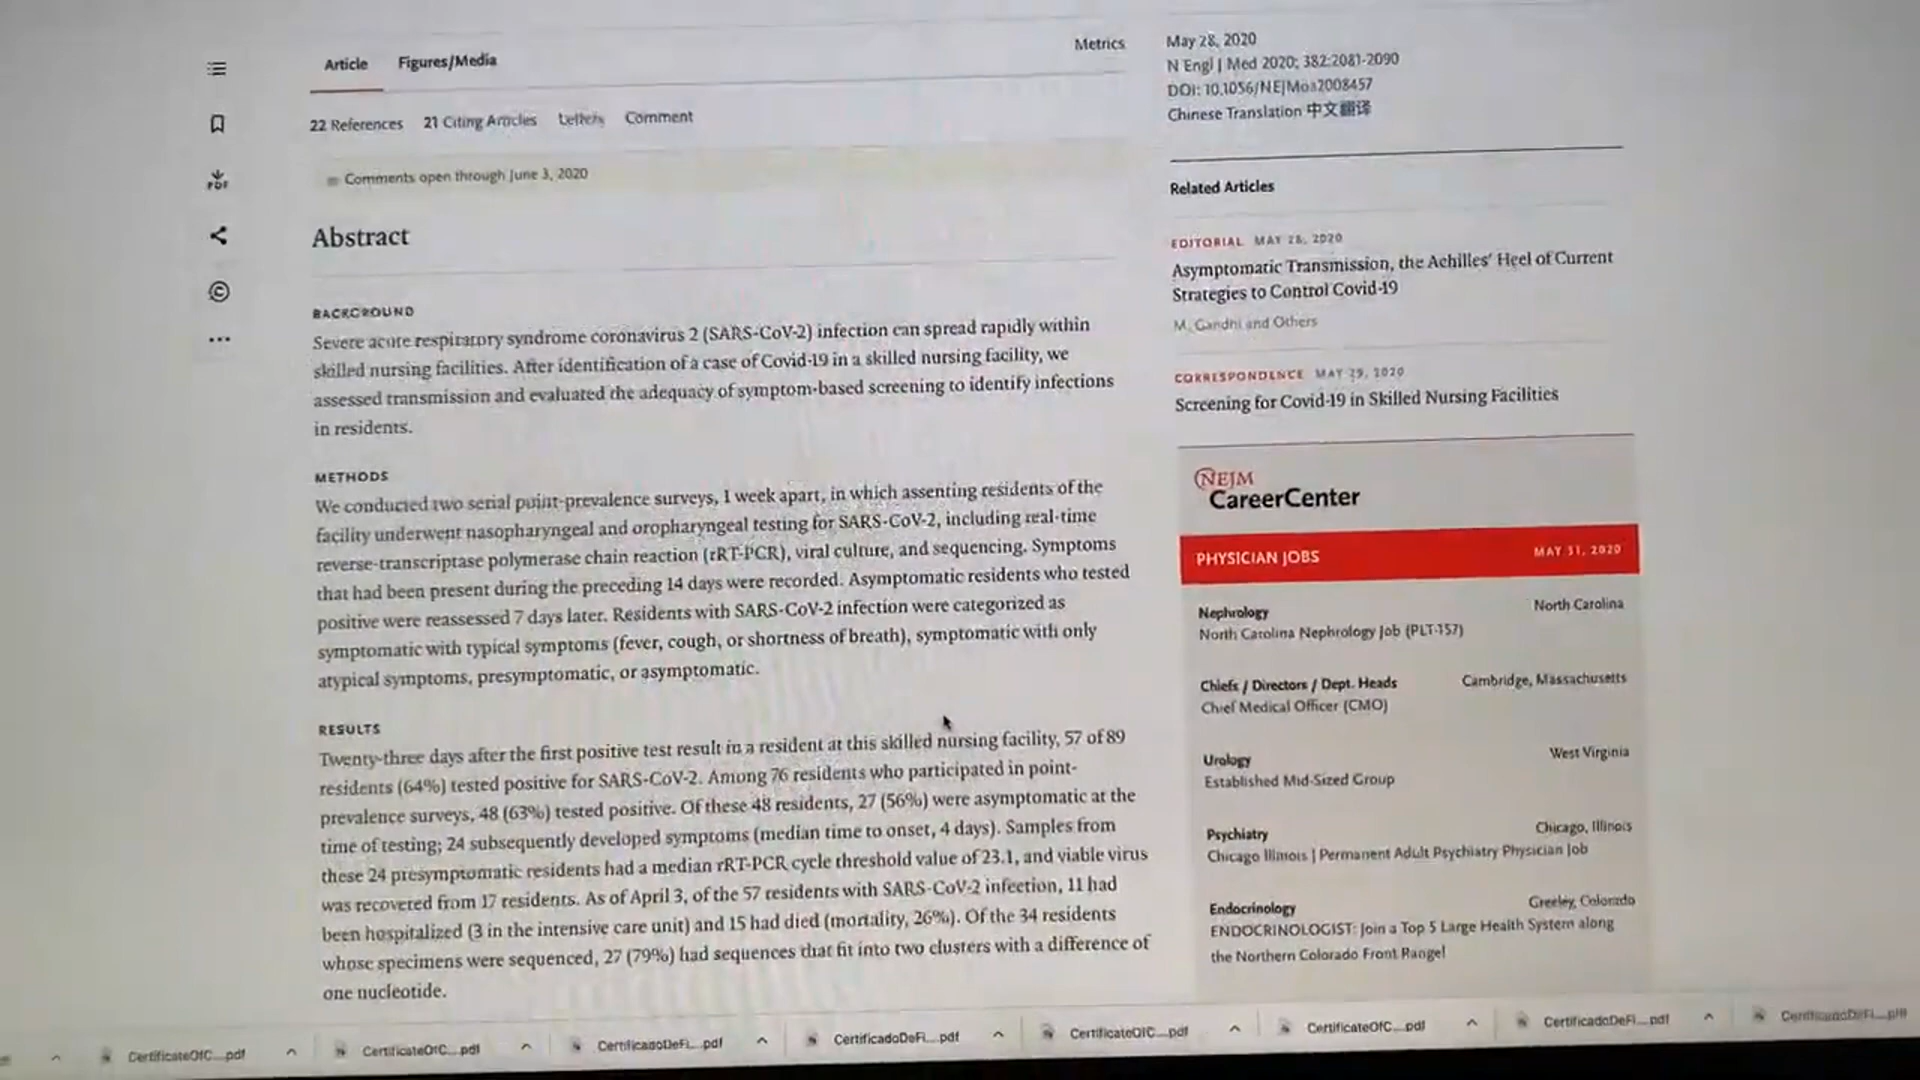 Article Figures/Media Metrics
22 References 21 Citing Articles Letters Comment
Comments open through June 3, 2020
Abstract
BACKGROUND
Severe acute respiratory syndrome coronavirus 2 (SARS-CoV-2) infection can spread rapidly within
skilled nursing facilities. After identification of a case of Covid-19 in a skilled nursing facility, we
assessed transmission and evaluated the adequacy of symptom-based screening to identify infections
in residents.
METHODS
We conducted two serial point-prevalence surveys, 1 week apart, in which assenting residents of the
facility underwent nasopharyngeal and oropharyngeal testing for SARS-CoV-2, including real-time
reverse-transcriptase polymerase chain reaction (rRT-PCR), viral culture, and sequencing. Symptoms
that had been present during the preceding 14 days were recorded. Asymptomatic residents who tested
positive were reassessed 7 days later. Residents with SARS-CoV-2 infection were categorized as
symptomatic with typical symptoms (fever, cough, or shortness of breath), symptomatic with only
atypical symptoms, presymptomatic, or asymptomatic.
RESULTS
Twenty-three days after the first positive test result in a resident at this skilled nursing facility, 57 of 89
residents (64%) tested positive for SARS-CoV-2. Among 76 residents who participated in point-
prevalence surveys, 48 (63%) tested positive. Of these 48 residents, 27 (56%) were asymptomatic at the
time of testing; 24 subsequently developed symptoms (median time to onset, 4 days). Samples from
these 24 presymptomatic residents had a median rRT-PCR cycle threshold value of 23.1, and viable virus
was recovered from 17 residents. As of April 3, of the 57 residents with SARS-CoV-2 infection, 11 had
been hospitalized (3 in the intensive care unit) and 15 had died (mortality, 26%). Of the 34 residents
whose specimens were sequenced, 27 (79%) had sequences that fit into two clusters with a difference of
one nucleotide.
PDF
May 28, 2020
N Engl J Med 2020; 382:2081-2090
DOI: 10.1056/NEJMoa2008457
Chinese Translation 中文翻译
Related Articles
EDITORIAL MAY 28, 2020
Asymptomatic Transmission, the Achilles' Heel of Current
Strategies to Control Covid-19
M. Gandhi and Others
CORRESPONDENCE MAY 29, 2020
Screening for Covid-19 in Skilled Nursing Facilities
NEJM
CareerCenter
PHYSICIAN JOBS MAY 31, 2020
Nephrology North Carolina
North Carolina Nephrology Job (PLT-157)
Chiefs / Directors / Dept. Heads Cambridge, Massachusetts
Chief Medical Officer (CMO)
Urology West Virginia
Established Mid-Sized Group
Psychiatry Chicago, Illinois
Chicago Illinois | Permanent Adult Psychiatry Physician Job
Endocrinology Greeley, Colorado
ENDOCRINOLOGIST: Join a Top 5 Large Health System along
the Northern Colorado Front Range!
CertificateOfC....pdf CertificateOfC....pdf CertificadoDeFi....pdf CertificadoDeFi....pdf CertificateOfC....pdf CertificateOfC....pdf CertificadoDeFi....pdf CertificadoDeFi....pdf